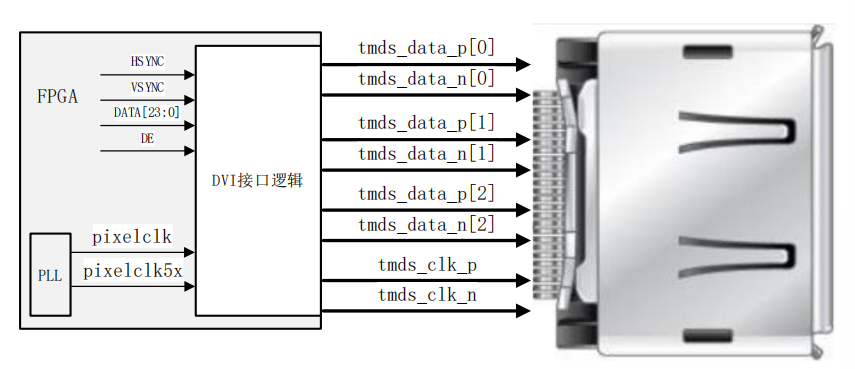 FPGA
HSYNC
VSYNC
DATA[23:0]
DE
DVI接口逻辑
PLL
pixelclk
pixelclk5x
tmds_data_p[0]
tmds_data_n[0]
tmds_data_p[1]
tmds_data_n[1]
tmds_data_p[2]
tmds_data_n[2]
tmds_clk_p
tmds_clk_n